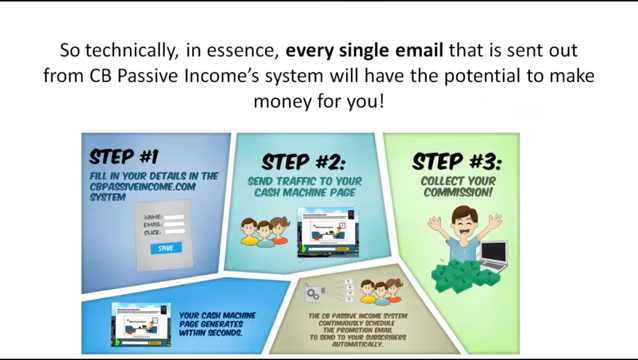 So technically, in essence, every single email that is sent out
from CB Passive Income's system will have the potential to make
money for you!
STEP #1
FILL IN YOUR DETAILS IN THE
CBPASSIVEINCOME.COM
SYSTEM
NAME:
EMAIL:
CLICK:
SAVE
STEP #2:
SEND TRAFFIC TO YOUR
CASH MACHINE PAGE
STEP #3:
COLLECT YOUR
COMMISSION!
YOUR CASH MACHINE
PAGE GENERATES
WITHIN SECONDS.
THE CB PASSIVE INCOME SYSTEM
CONTINUOUSLY SCHEDULE
THE PROMOTION EMAIL
TO SEND TO YOUR SUBSCRIBERS
AUTOMATICALLY.